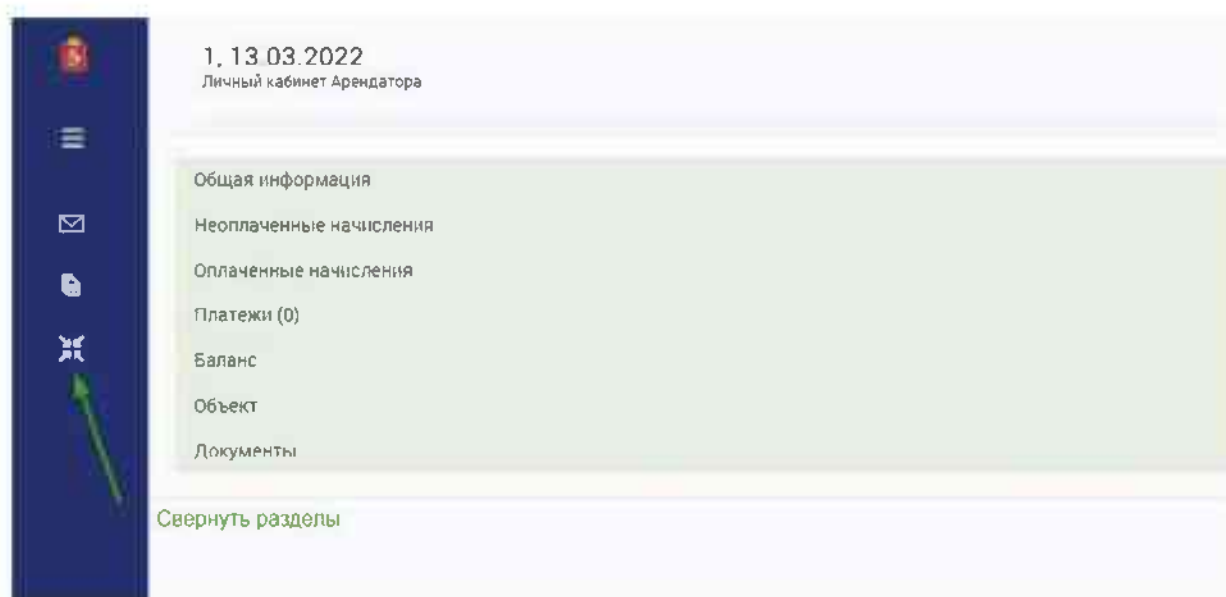 1, 13.03.2022
Личный кабинет Арендатора
Общая информация
Неоплаченные начисления
Оплаченные начисления
Платежи (0)
Баланс
Объект
Документы
Свернуть разделы